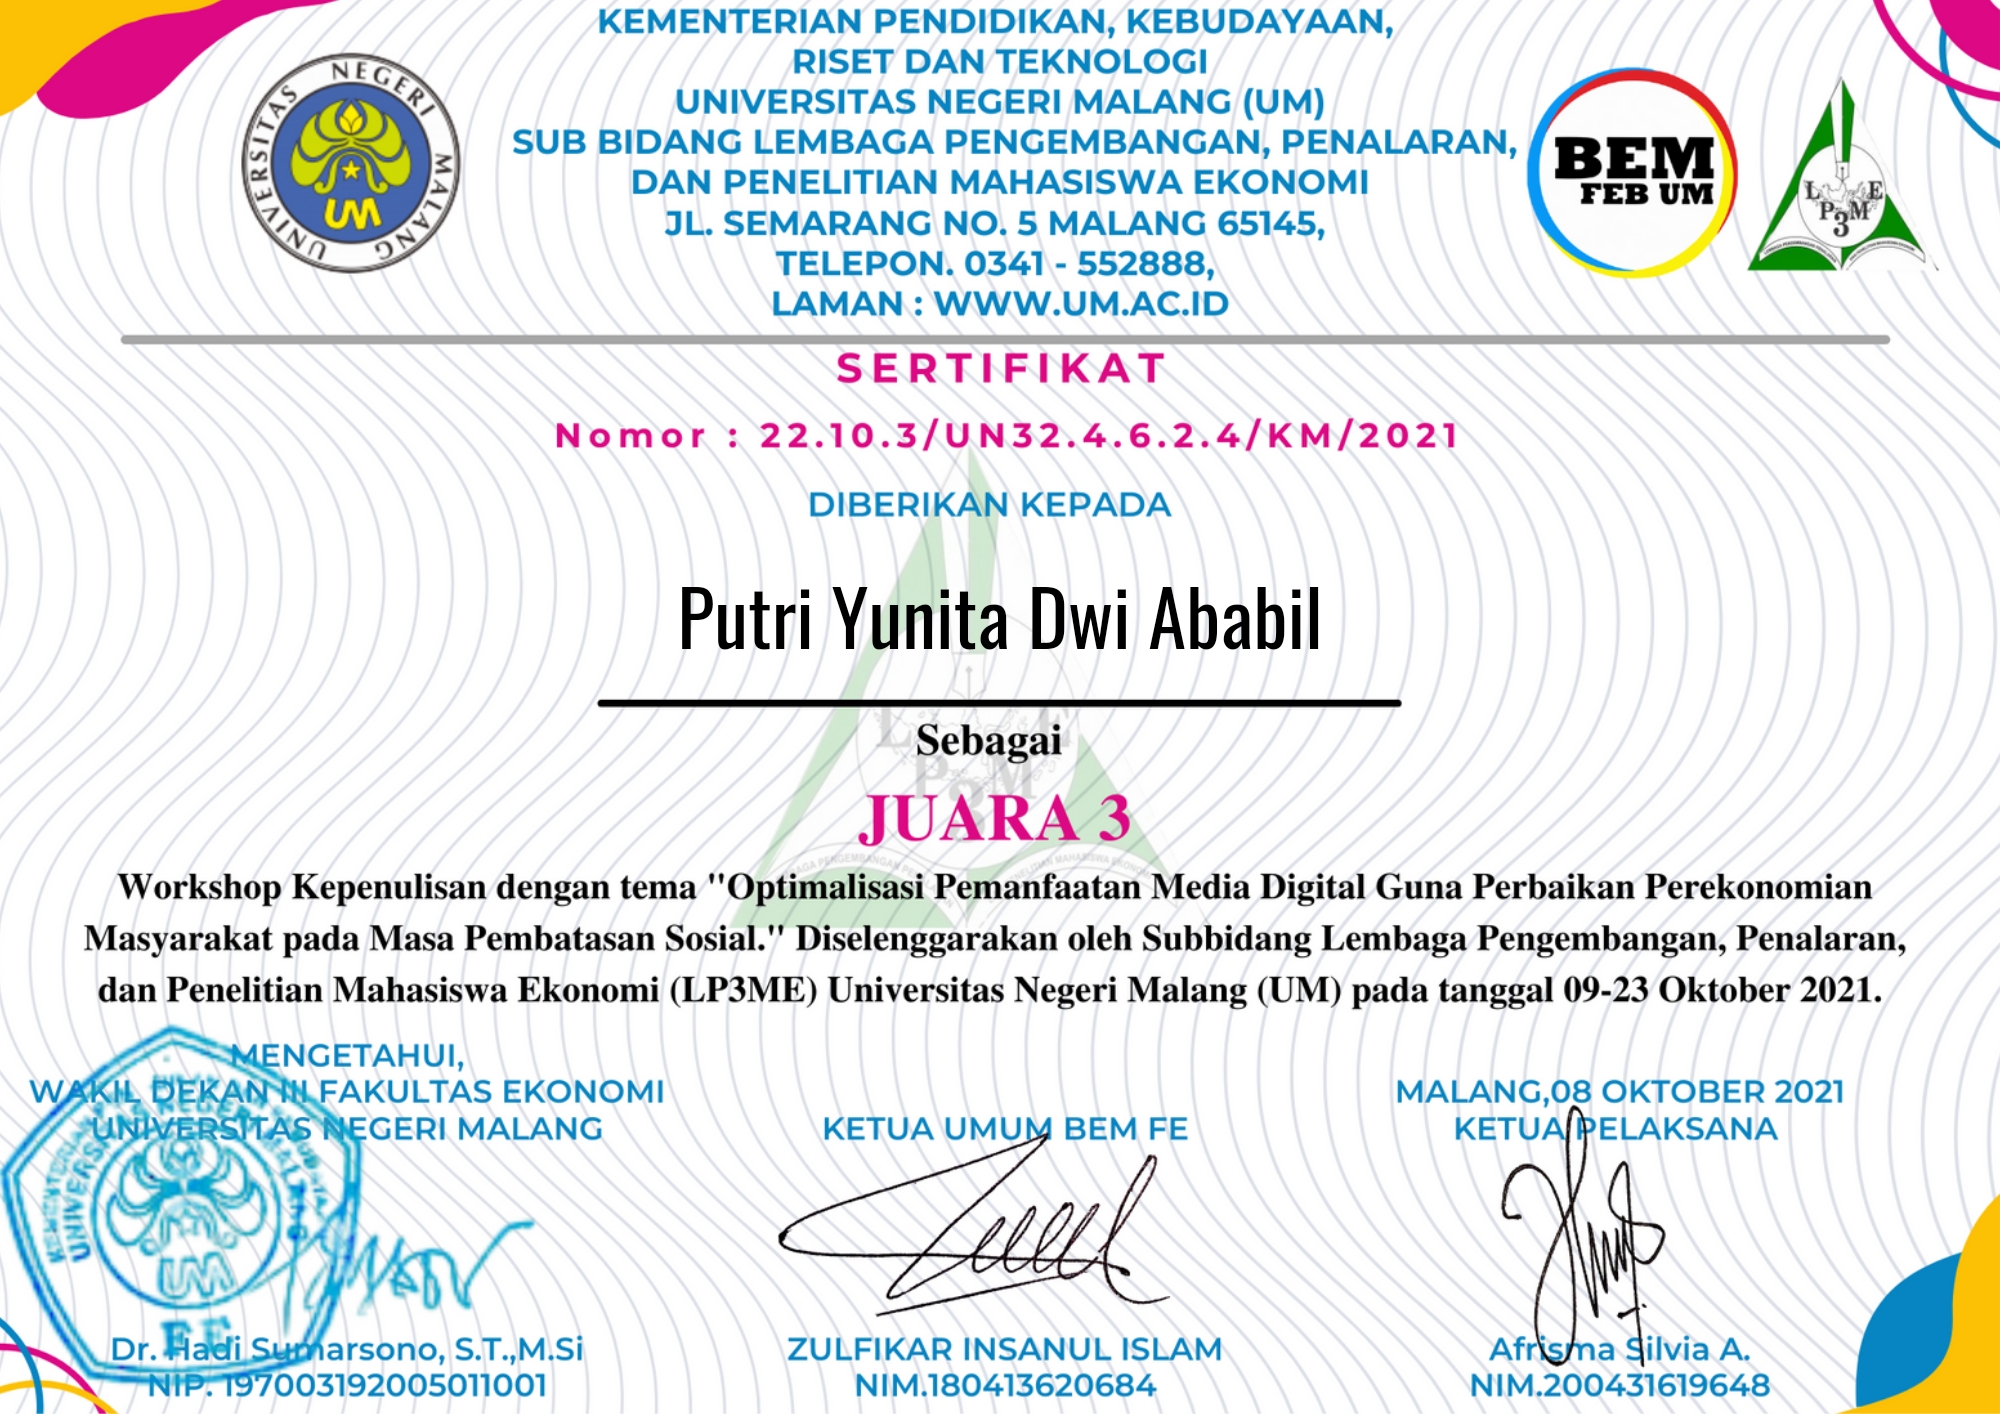 KEMENTERIAN PENDIDIKAN, KEBUDAYAAN,
RISET DAN TEKNOLOGI
UNIVERSITAS NEGERI MALANG (UM)
SUB BIDANG LEMBAGA PENGEMBANGAN, PENALARAN,
DAN PENELITIAN MAHASISWA EKONOMI
JL. SEMARANG NO. 5 MALANG 65145,
TELEPON. 0341 - 552888,
LAMAN : WWW.UM.AC.ID
UNIVERSITAS NEGERI MALANG
UM
BEM
FEB UM
L E
P3M
SERTIFIKAT
Nomor : 22.10.3/UN32.4.6.2.4/KM/2021
DIBERIKAN KEPADA
Putri Yunita Dwi Ababil
Sebagai
JUARA 3
Workshop Kepenulisan dengan tema "Optimalisasi Pemanfaatan Media Digital Guna Perbaikan Perekonomian
Masyarakat pada Masa Pembatasan Sosial." Diselenggarakan oleh Subbidang Lembaga Pengembangan, Penalaran,
dan Penelitian Mahasiswa Ekonomi (LP3ME) Universitas Negeri Malang (UM) pada tanggal 09-23 Oktober 2021.
MENGETAHUI,
WAKIL DEKAN III FAKULTAS EKONOMI
UNIVERSITAS NEGERI MALANG
UM
FE
Dr. Hadi Sumarsono, S.T.,M.Si
NIP. 197003192005011001
KETUA UMUM BEM FE
ZULFIKAR INSANUL ISLAM
NIM.180413620684
MALANG,08 OKTOBER 2021
KETUA PELAKSANA
Afrisma Silvia A.
NIM.200431619648